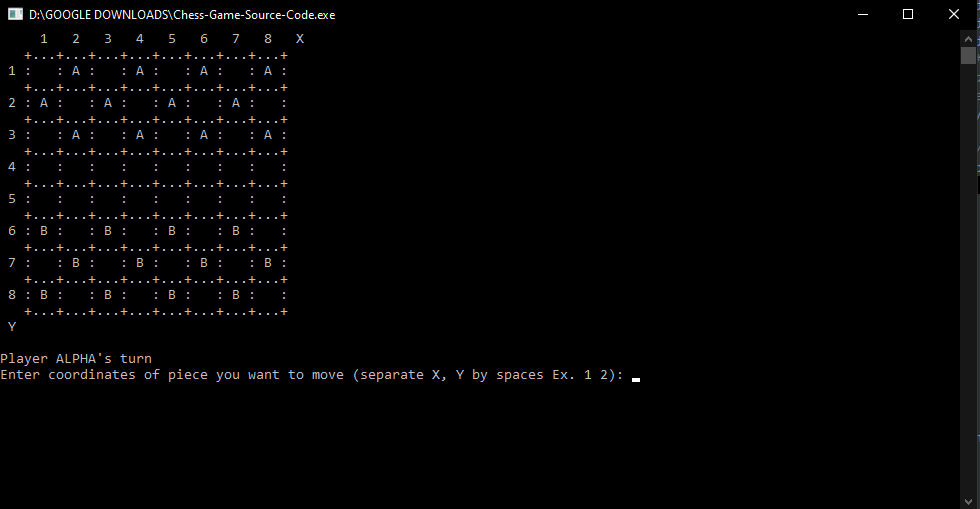 D:\GOOGLE DOWNLOADS\Chess-Game-Source-Code.exe
     1   2   3   4   5   6   7   8   X
   +...+...+...+...+...+...+...+...+
 1 :   : A :   : A :   : A :   : A :
   +...+...+...+...+...+...+...+...+
 2 : A :   : A :   : A :   : A :   :
   +...+...+...+...+...+...+...+...+
 3 :   : A :   : A :   : A :   : A :
   +...+...+...+...+...+...+...+...+
 4 :   :   :   :   :   :   :   :   :
   +...+...+...+...+...+...+...+...+
 5 :   :   :   :   :   :   :   :   :
   +...+...+...+...+...+...+...+...+
 6 : B :   : B :   : B :   : B :   :
   +...+...+...+...+...+...+...+...+
 7 :   : B :   : B :   : B :   : B :
   +...+...+...+...+...+...+...+...+
 8 : B :   : B :   : B :   : B :   :
   +...+...+...+...+...+...+...+...+
 Y
Player ALPHA's turn
Enter coordinates of piece you want to move (separate X, Y by spaces Ex. 1 2):